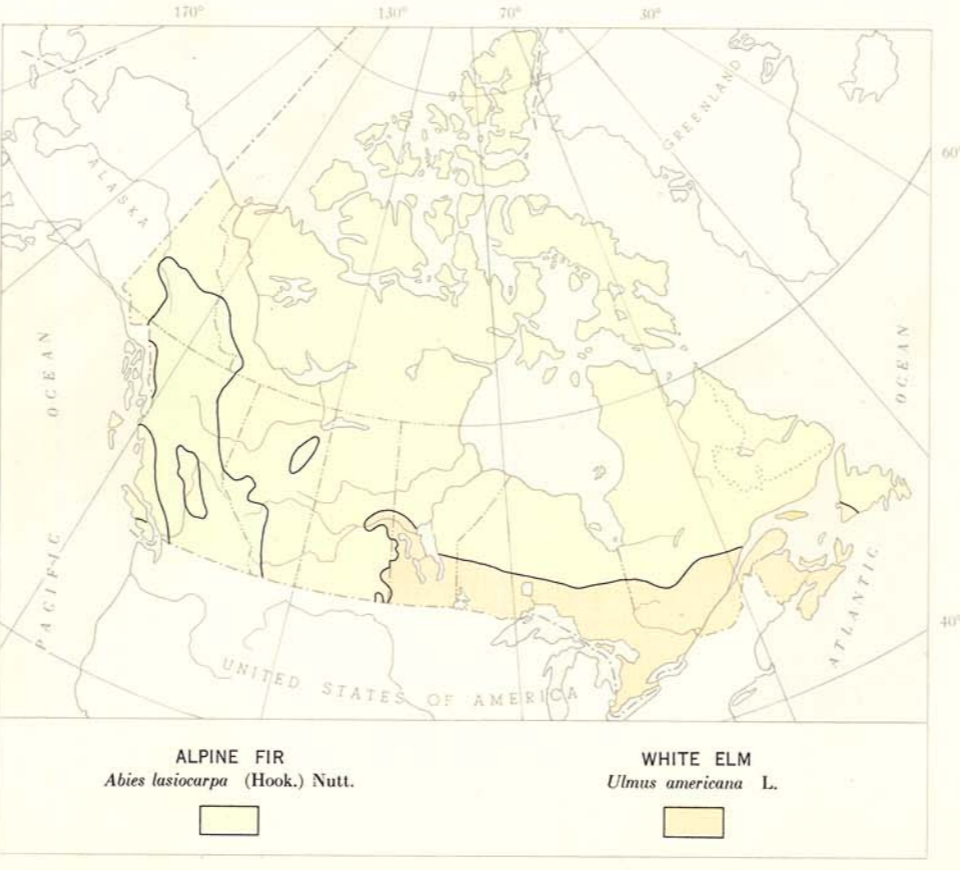 170° 130° 70° 30°
60°
40°
ALASKA
GREENLAND
PACIFIC OCEAN
ATLANTIC OCEAN
UNITED STATES OF AMERICA
ALPINE FIR
Abies lasiocarpa (Hook.) Nutt.
WHITE ELM
Ulmus americana L.